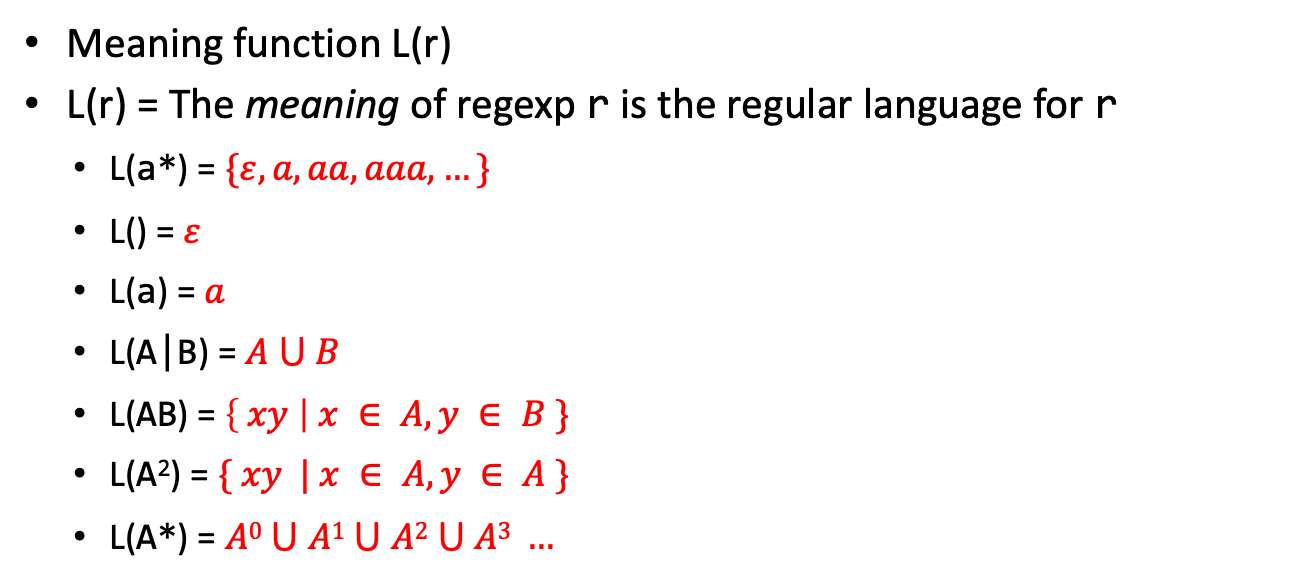 • Meaning function L(r)
• L(r) = The meaning of regexp r is the regular language for r
• L(a*) = {ε, a, aa, aaa, …}
• L() = ε
• L(a) = a
• L(A|B) = A ∪ B
• L(AB) = { xy | x ∈ A, y ∈ B }
• L(A²) = { xy | x ∈ A, y ∈ A }
• L(A*) = A⁰ ∪ A¹ ∪ A² ∪ A³ …